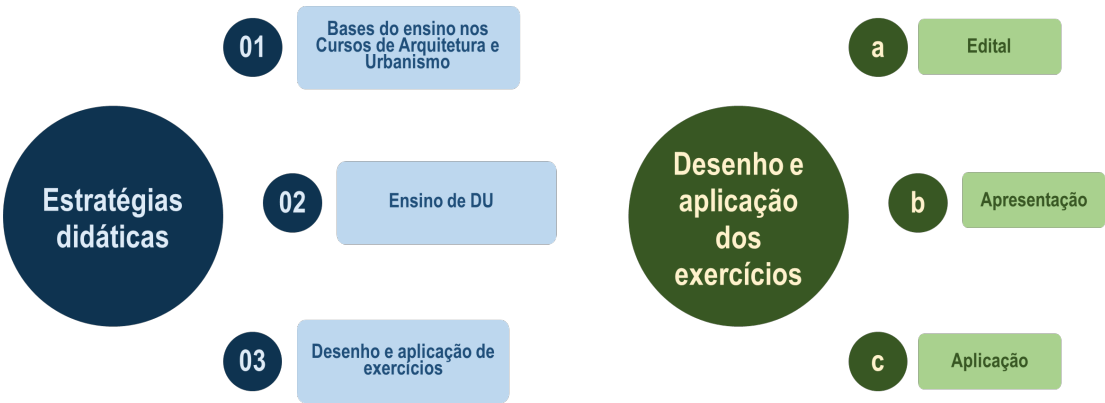 Estratégias
didáticas
01
Bases do ensino nos
Cursos de Arquitetura e
Urbanismo
02
Ensino de DU
03
Desenho e aplicação de
exercícios
Desenho e
aplicação
dos
exercícios
a
Edital
b
Apresentação
c
Aplicação